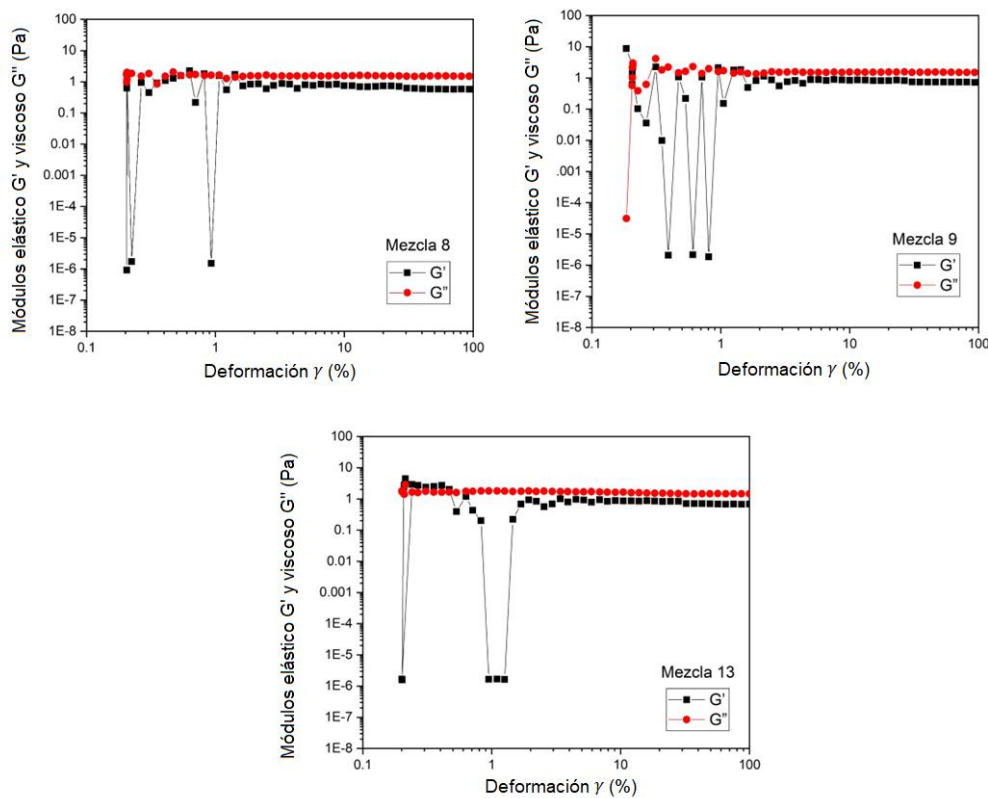 Módulos elástico G' y viscoso G'' (Pa)
100
10
1
0.1
0.01
0.001
1E-4
1E-5
1E-6
1E-7
1E-8
0.1
1
10
100
Deformación γ (%)
Mezcla 8
G'
G''
Módulos elástico G' y viscoso G'' (Pa)
100
10
1
0.1
0.01
0.001
1E-4
1E-5
1E-6
1E-7
1E-8
0.1
1
10
100
Deformación γ (%)
Mezcla 9
G'
G''
Módulos elástico G' y viscoso G'' (Pa)
100
10
1
0.1
0.01
0.001
1E-4
1E-5
1E-6
1E-7
1E-8
0.1
1
10
100
Deformación γ (%)
Mezcla 13
G'
G''